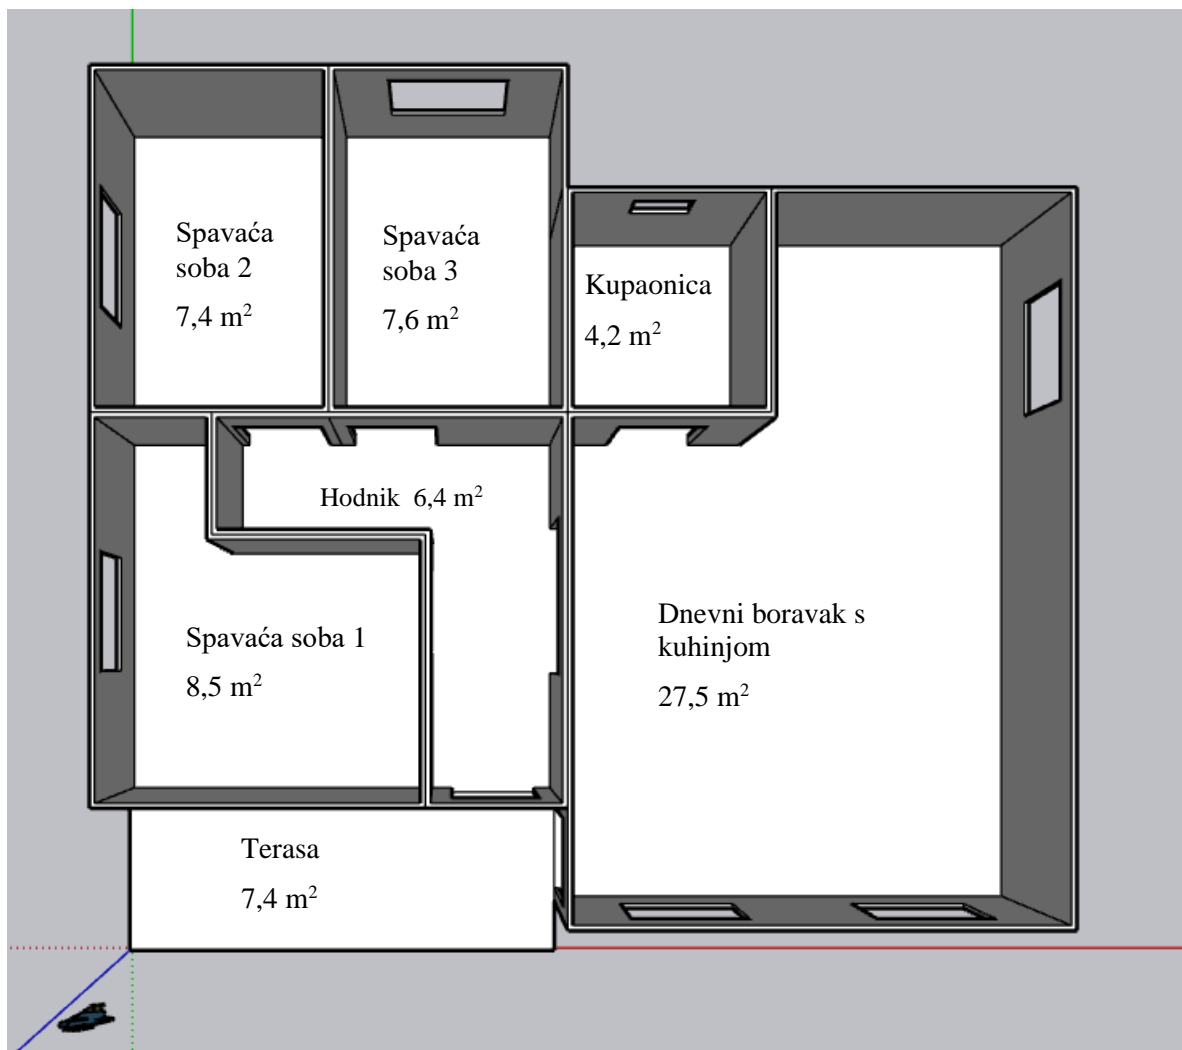 Spavaća
soba 2
7,4 m²
Spavaća
soba 3
7,6 m²
Kupaonica
4,2 m²
Hodnik 6,4 m²
Spavaća soba 1
8,5 m²
Dnevni boravak s
kuhinjom
27,5 m²
Terasa
7,4 m²